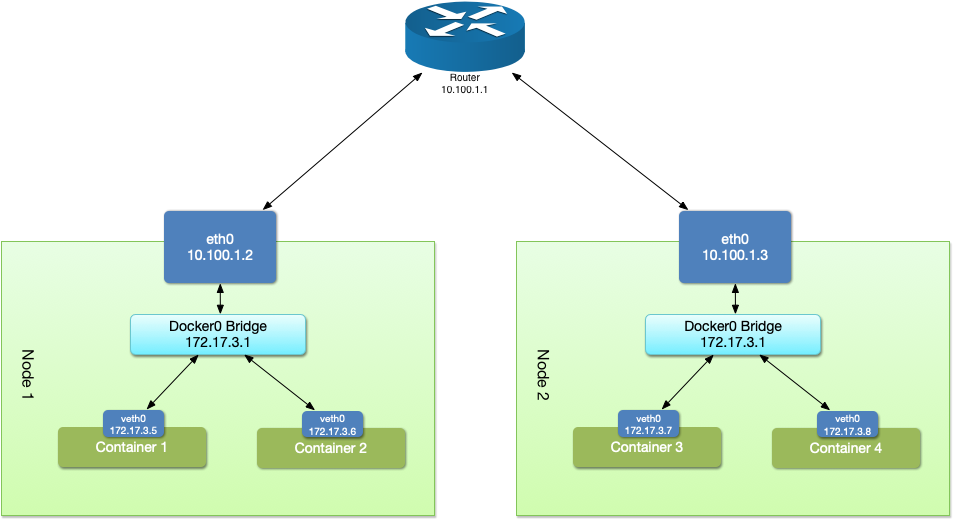 Router
10.100.1.1
eth0
10.100.1.2
Docker0 Bridge
172.17.3.1
Node 1
veth0
172.17.3.5
Container 1
veth0
172.17.3.6
Container 2
eth0
10.100.1.3
Docker0 Bridge
172.17.3.1
Node 2
veth0
172.17.3.7
Container 3
veth0
172.17.3.8
Container 4